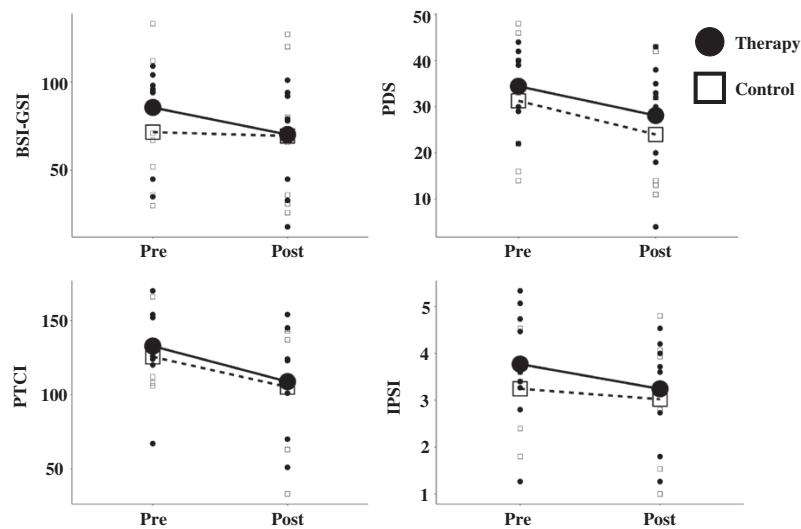 BSI-GSI
100
50
Pre
Post
PDS
50
40
30
20
10
Pre
Post
Therapy
Control
PTCI
150
100
50
Pre
Post
IPSI
5
4
3
2
1
Pre
Post